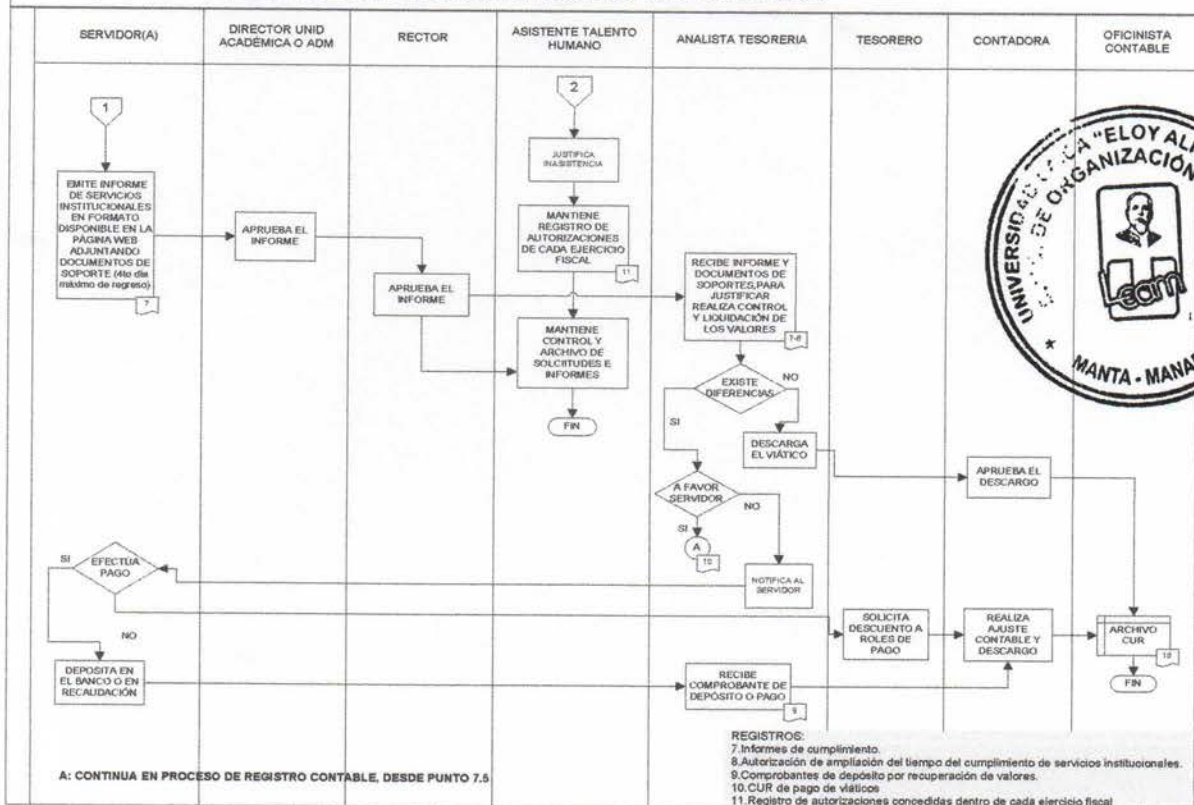 SERVIDOR(A)
DIRECTOR UNID
ACADÉMICA O ADM
RECTOR
ASISTENTE TALENTO
HUMANO
ANALISTA TESORERIA
TESORERO
CONTADORA
OFICINISTA
CONTABLE
1
EMITE INFORME
DE SERVICIOS
INSTITUCIONALES
EN FORMATO
DISPONIBLE EN LA
PÁGINA WEB
ADJUNTANDO
DOCUMENTOS DE
SOPORTE (4to día
máximo de regreso)
7
APRUEBA EL
INFORME
APRUEBA EL
INFORME
2
JUSTIFICA
INASISTENCIA
MANTIENE
REGISTRO DE
AUTORIZACIONES
DE CADA EJERCICIO
FISCAL
11
MANTIENE
CONTROL Y
ARCHIVO DE
SOLCIITUDES E
INFORMES
FIN
RECIBE INFORME Y
DOCUMENTOS DE
SOPORTES,PARA
JUSTIFICAR
REALIZA CONTROL
Y LIQUIDACIÓN DE
LOS VALORES
7-8
EXISTE
DIFERENCIAS
NO
SI
DESCARGA
EL VIÁTICO
APRUEBA EL
DESCARGO
A FAVOR
SERVIDOR
NO
SI
A
10
NOTIFICA AL
SERVIDOR
SI
EFECTÚA
PAGO
NO
DEPOSITA EN
EL BANCO O EN
RECAUDACIÓN
RECIBE
COMPROBANTE DE
DEPÓSITO O PAGO
9
SOLICITA
DESCUENTO A
ROLES DE
PAGO
REALIZA
AJUSTE
CONTABLE Y
DESCARGO
ARCHIVO
CUR
10
FIN
UNIVERSIDAD "ELOY AL
DE ORGANIZACIÓN
MANTA - MANA
A: CONTINUA EN PROCESO DE REGISTRO CONTABLE, DESDE PUNTO 7.5
REGISTROS:
7.Informes de cumplimiento.
8.Autorización de ampliación del tiempo del cumplimiento de servicios institucionales.
9.Comprobantes de depósito por recuperación de valores.
10.CUR de pago de viáticos
11.Registro de autorizaciones concedidas dentro de cada ejercicio fiscal